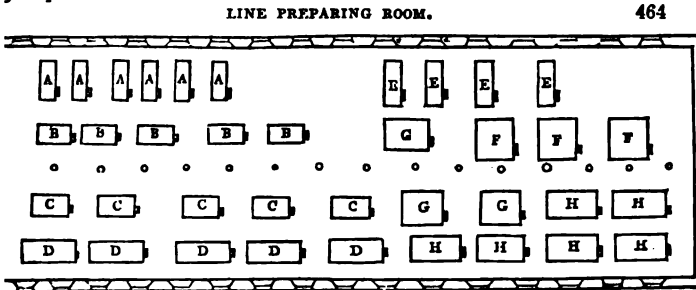 LINE PREPARING ROOM. 464
A A A A A A E E E E
B B B B B G F F F
C C C C C G G H H
D D D D D H H H H